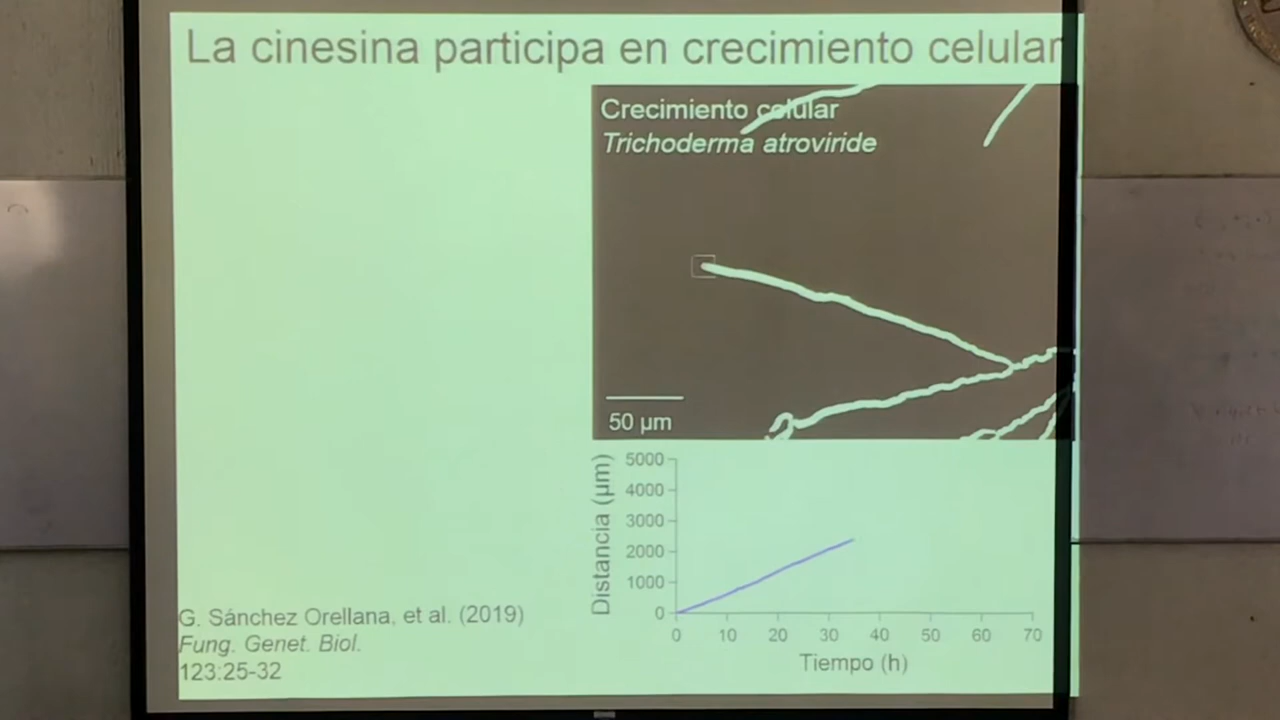 La cinesina participa en crecimiento celular
Crecimiento celular
Trichoderma atroviride
50 µm
Distancia (µm)
5000
4000
3000
2000
1000
0
0 10 20 30 40 50 60 70
Tiempo (h)
G. Sánchez Orellana, et al. (2019)
Fung. Genet. Biol.
123:25-32